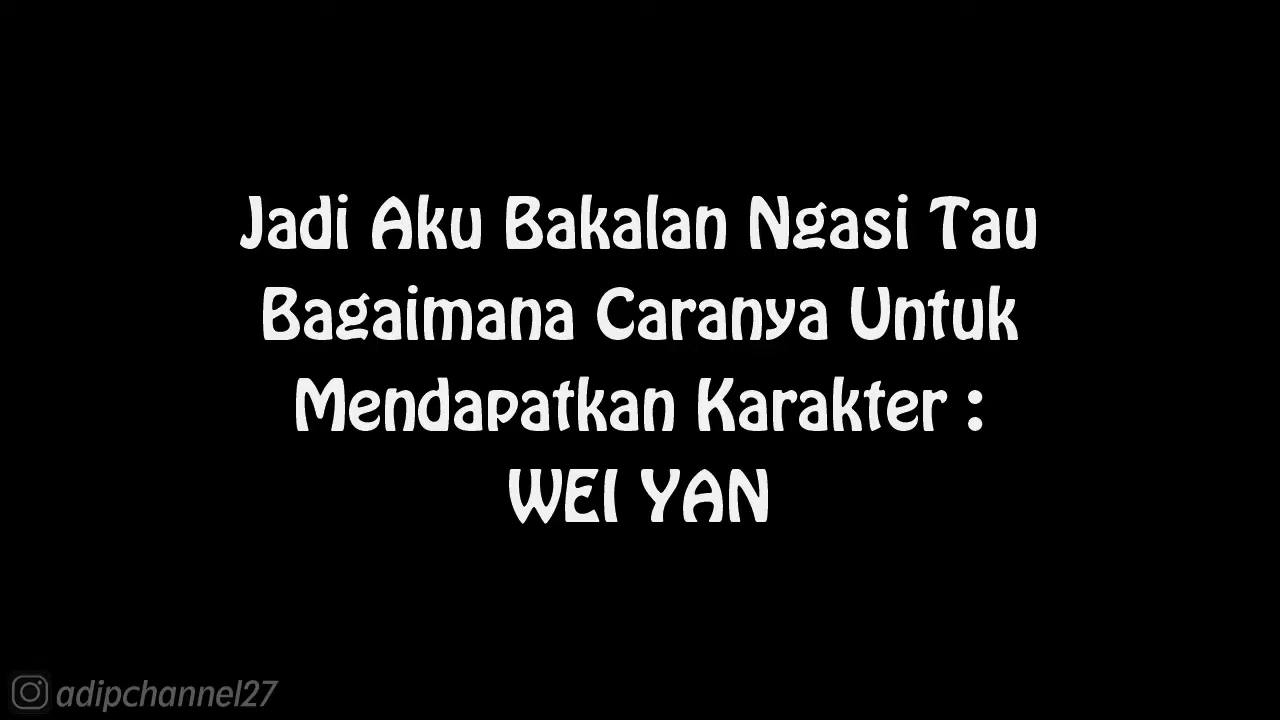 Jadi Aku Bakalan Ngasi Tau
Bagaimana Caranya Untuk
Mendapatkan Karakter :
WEI YAN
adipchannel27